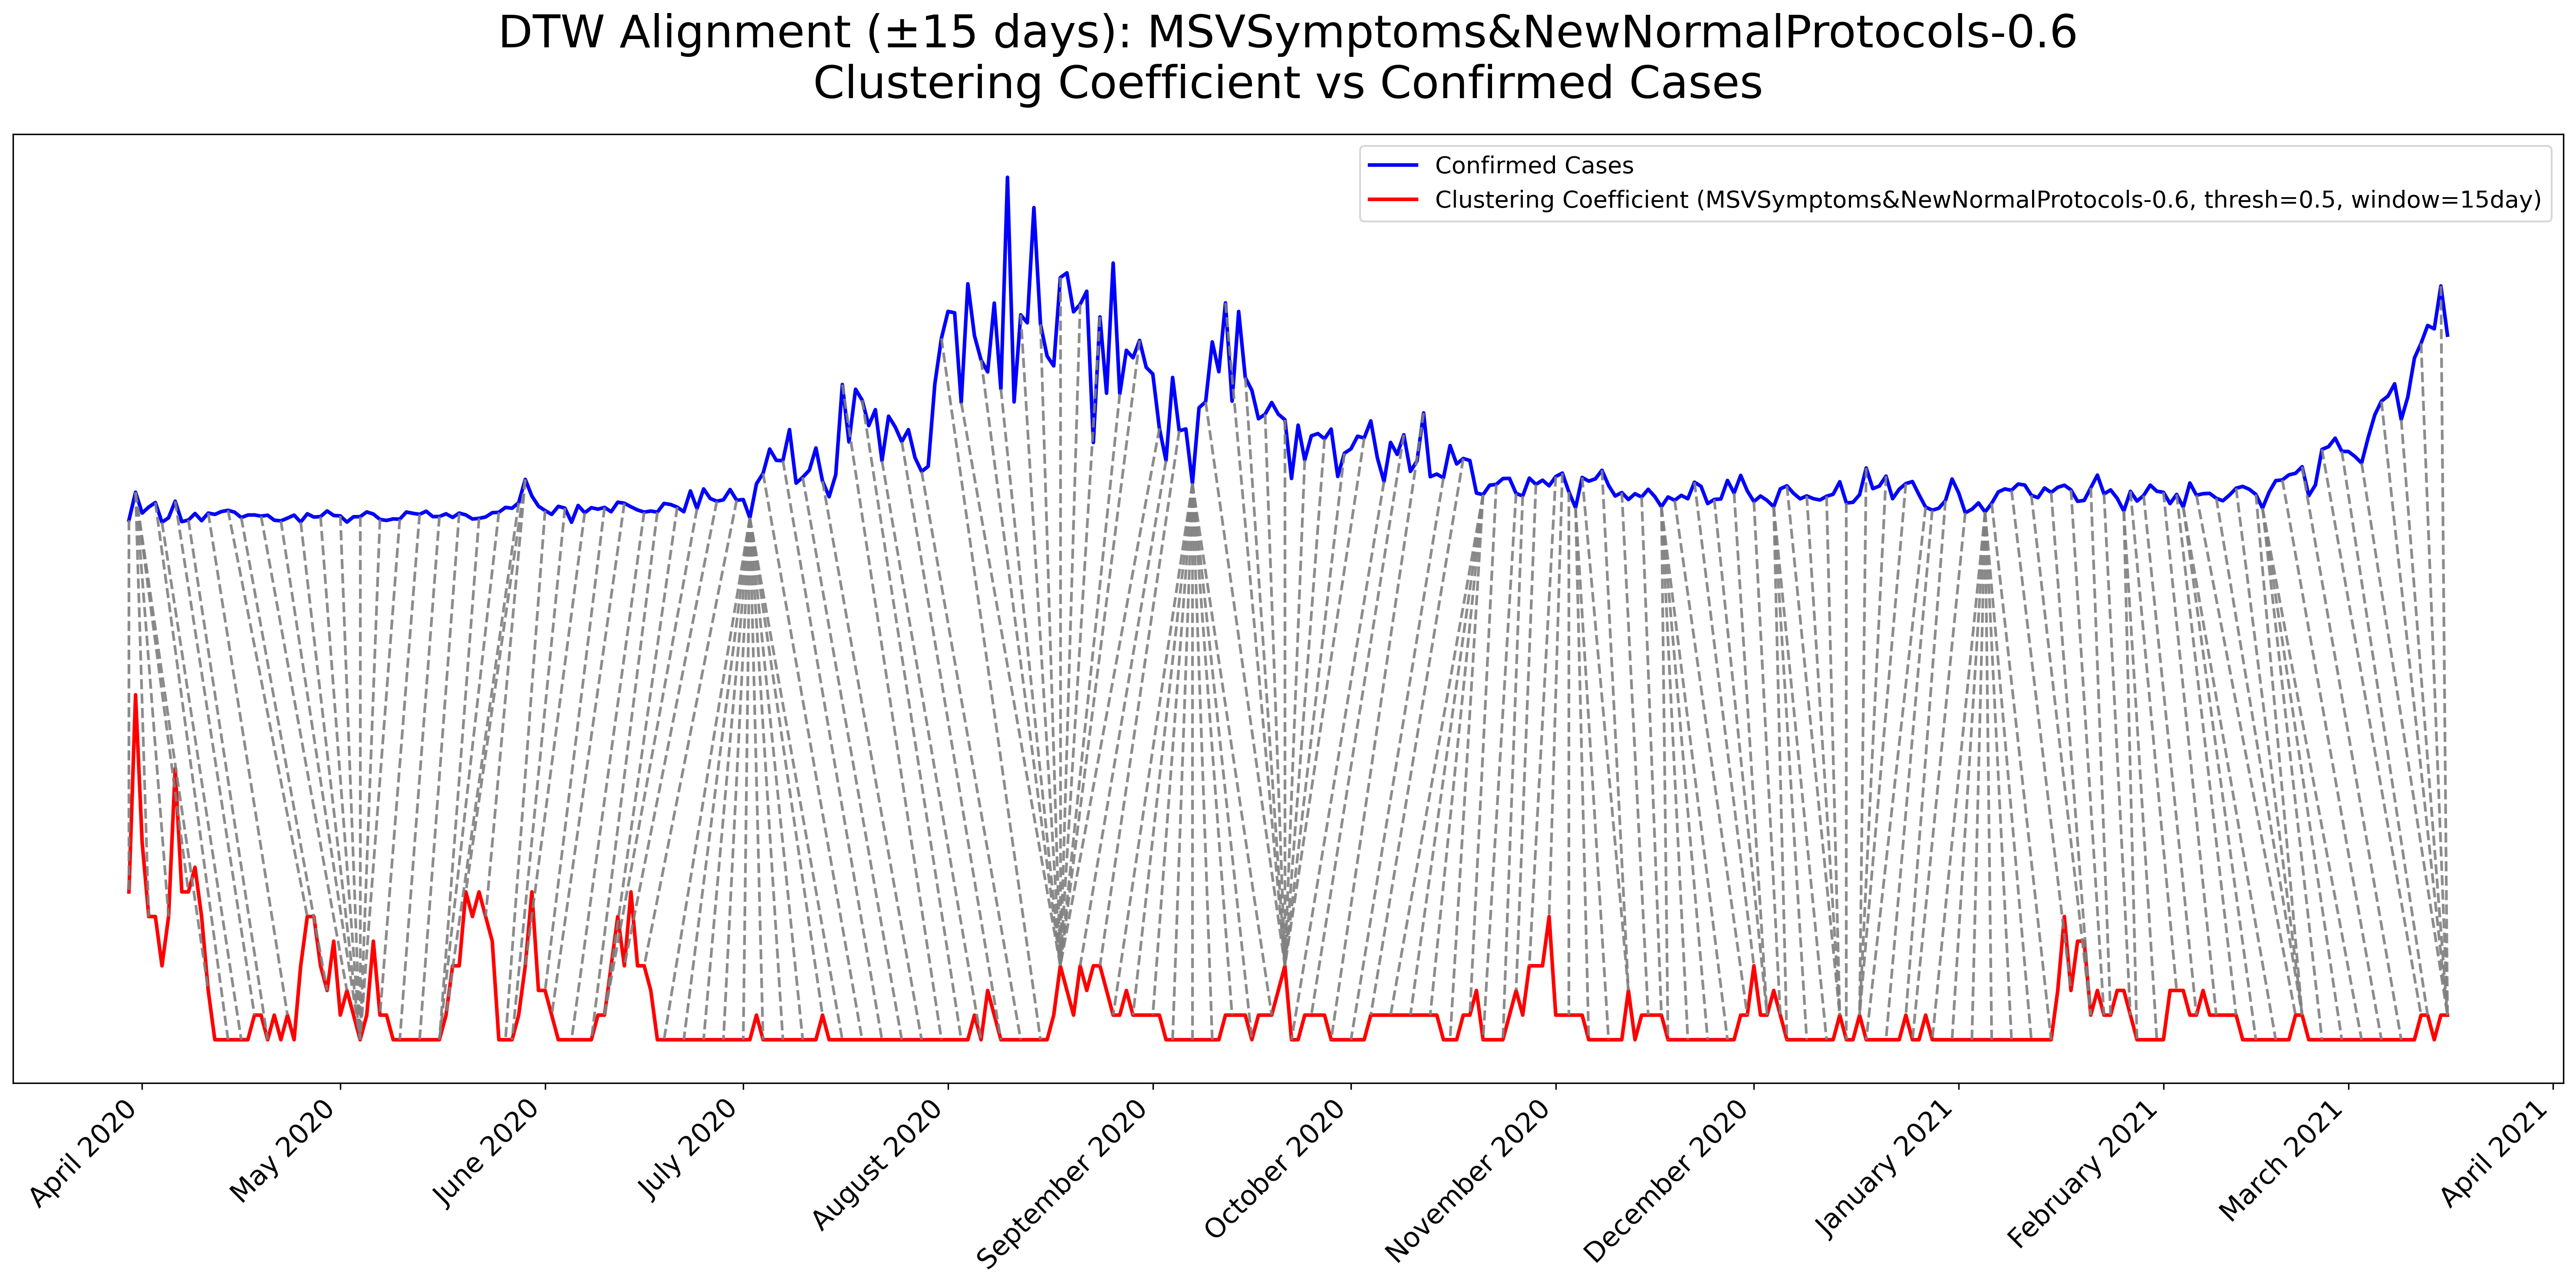 DTW Alignment (±15 days): MSVSymptoms&NewNormalProtocols-0.6
Clustering Coefficient vs Confirmed Cases
Confirmed Cases
Clustering Coefficient (MSVSymptoms&NewNormalProtocols-0.6, thresh=0.5, window=15day)
April 2020
May 2020
June 2020
July 2020
August 2020
September 2020
October 2020
November 2020
December 2020
January 2021
February 2021
March 2021
April 2021